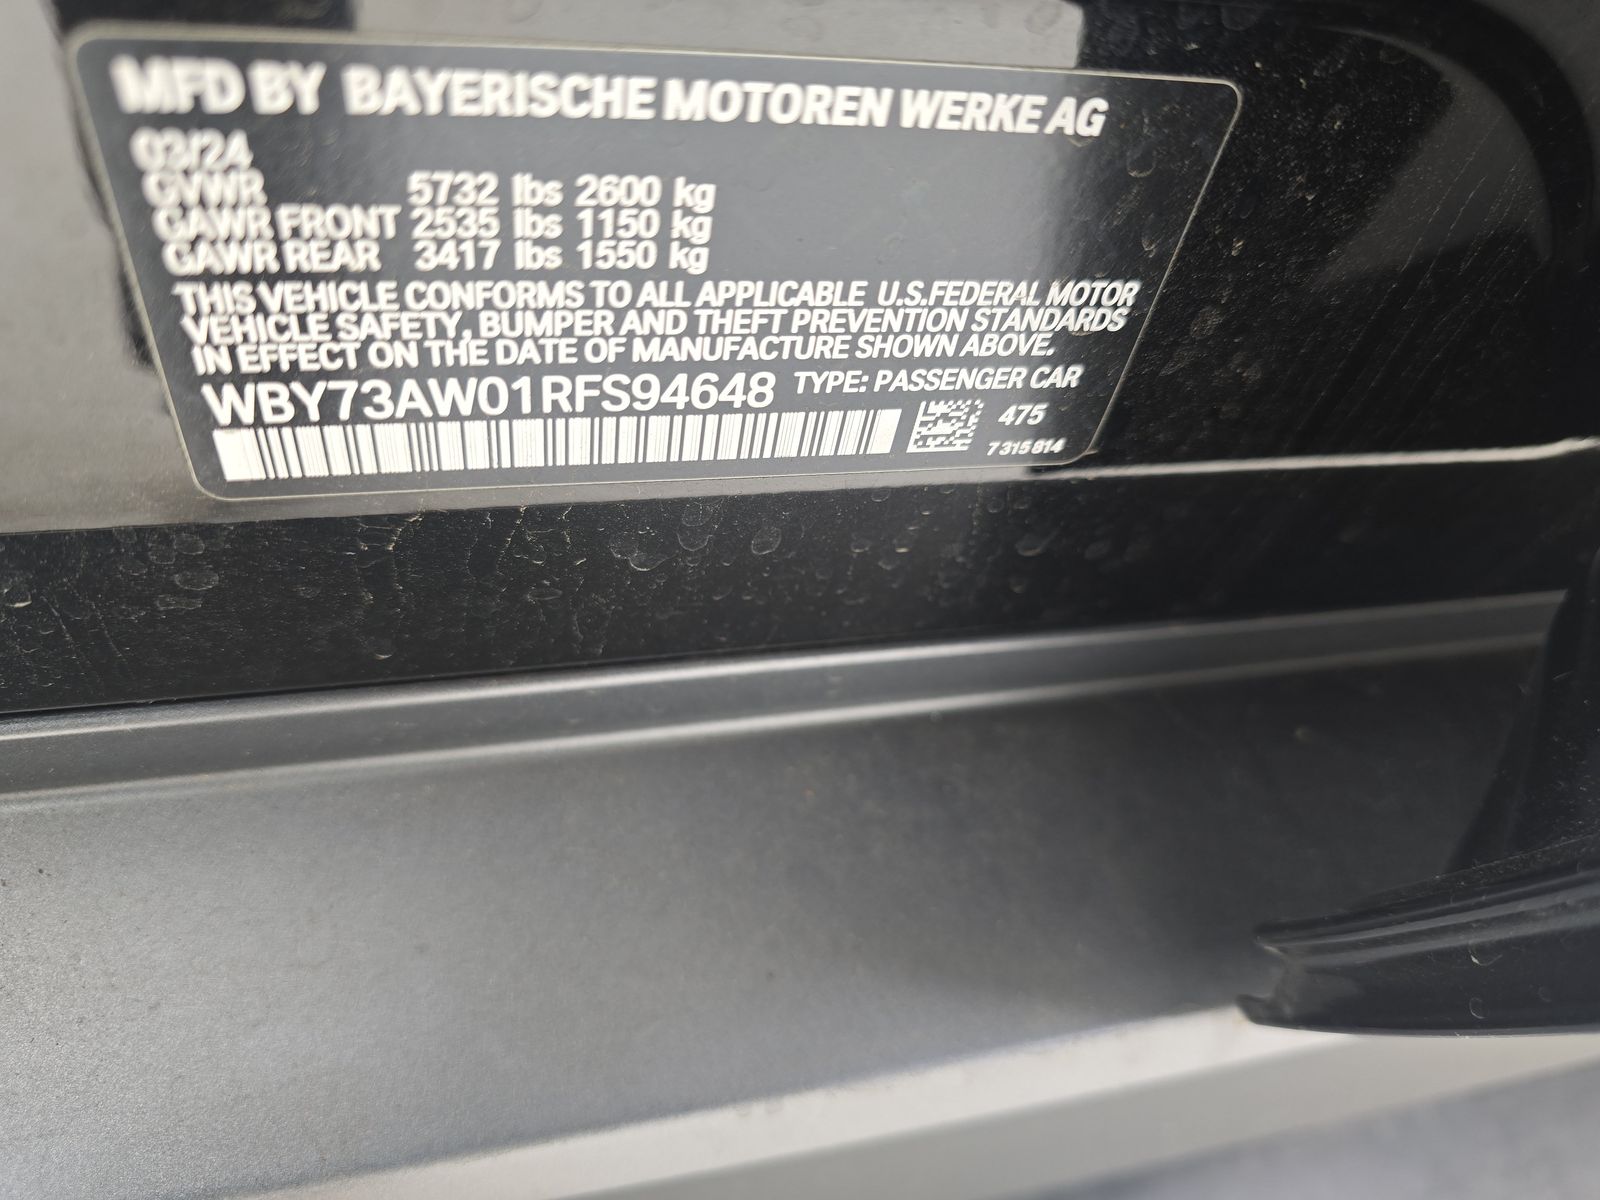 MFD BY BAYERISCHE MOTOREN WERKE AG
03/24
GVWR 5732 lbs 2600 kg
GAWR FRONT 2535 lbs 1150 kg
GAWR REAR 3417 lbs 1550 kg
THIS VEHICLE CONFORMS TO ALL APPLICABLE U.S.FEDERAL MOTOR
VEHICLE SAFETY, BUMPER AND THEFT PREVENTION STANDARDS
IN EFFECT ON THE DATE OF MANUFACTURE SHOWN ABOVE.
WBY73AW01RFS94648 TYPE: PASSENGER CAR
475
7 315 814